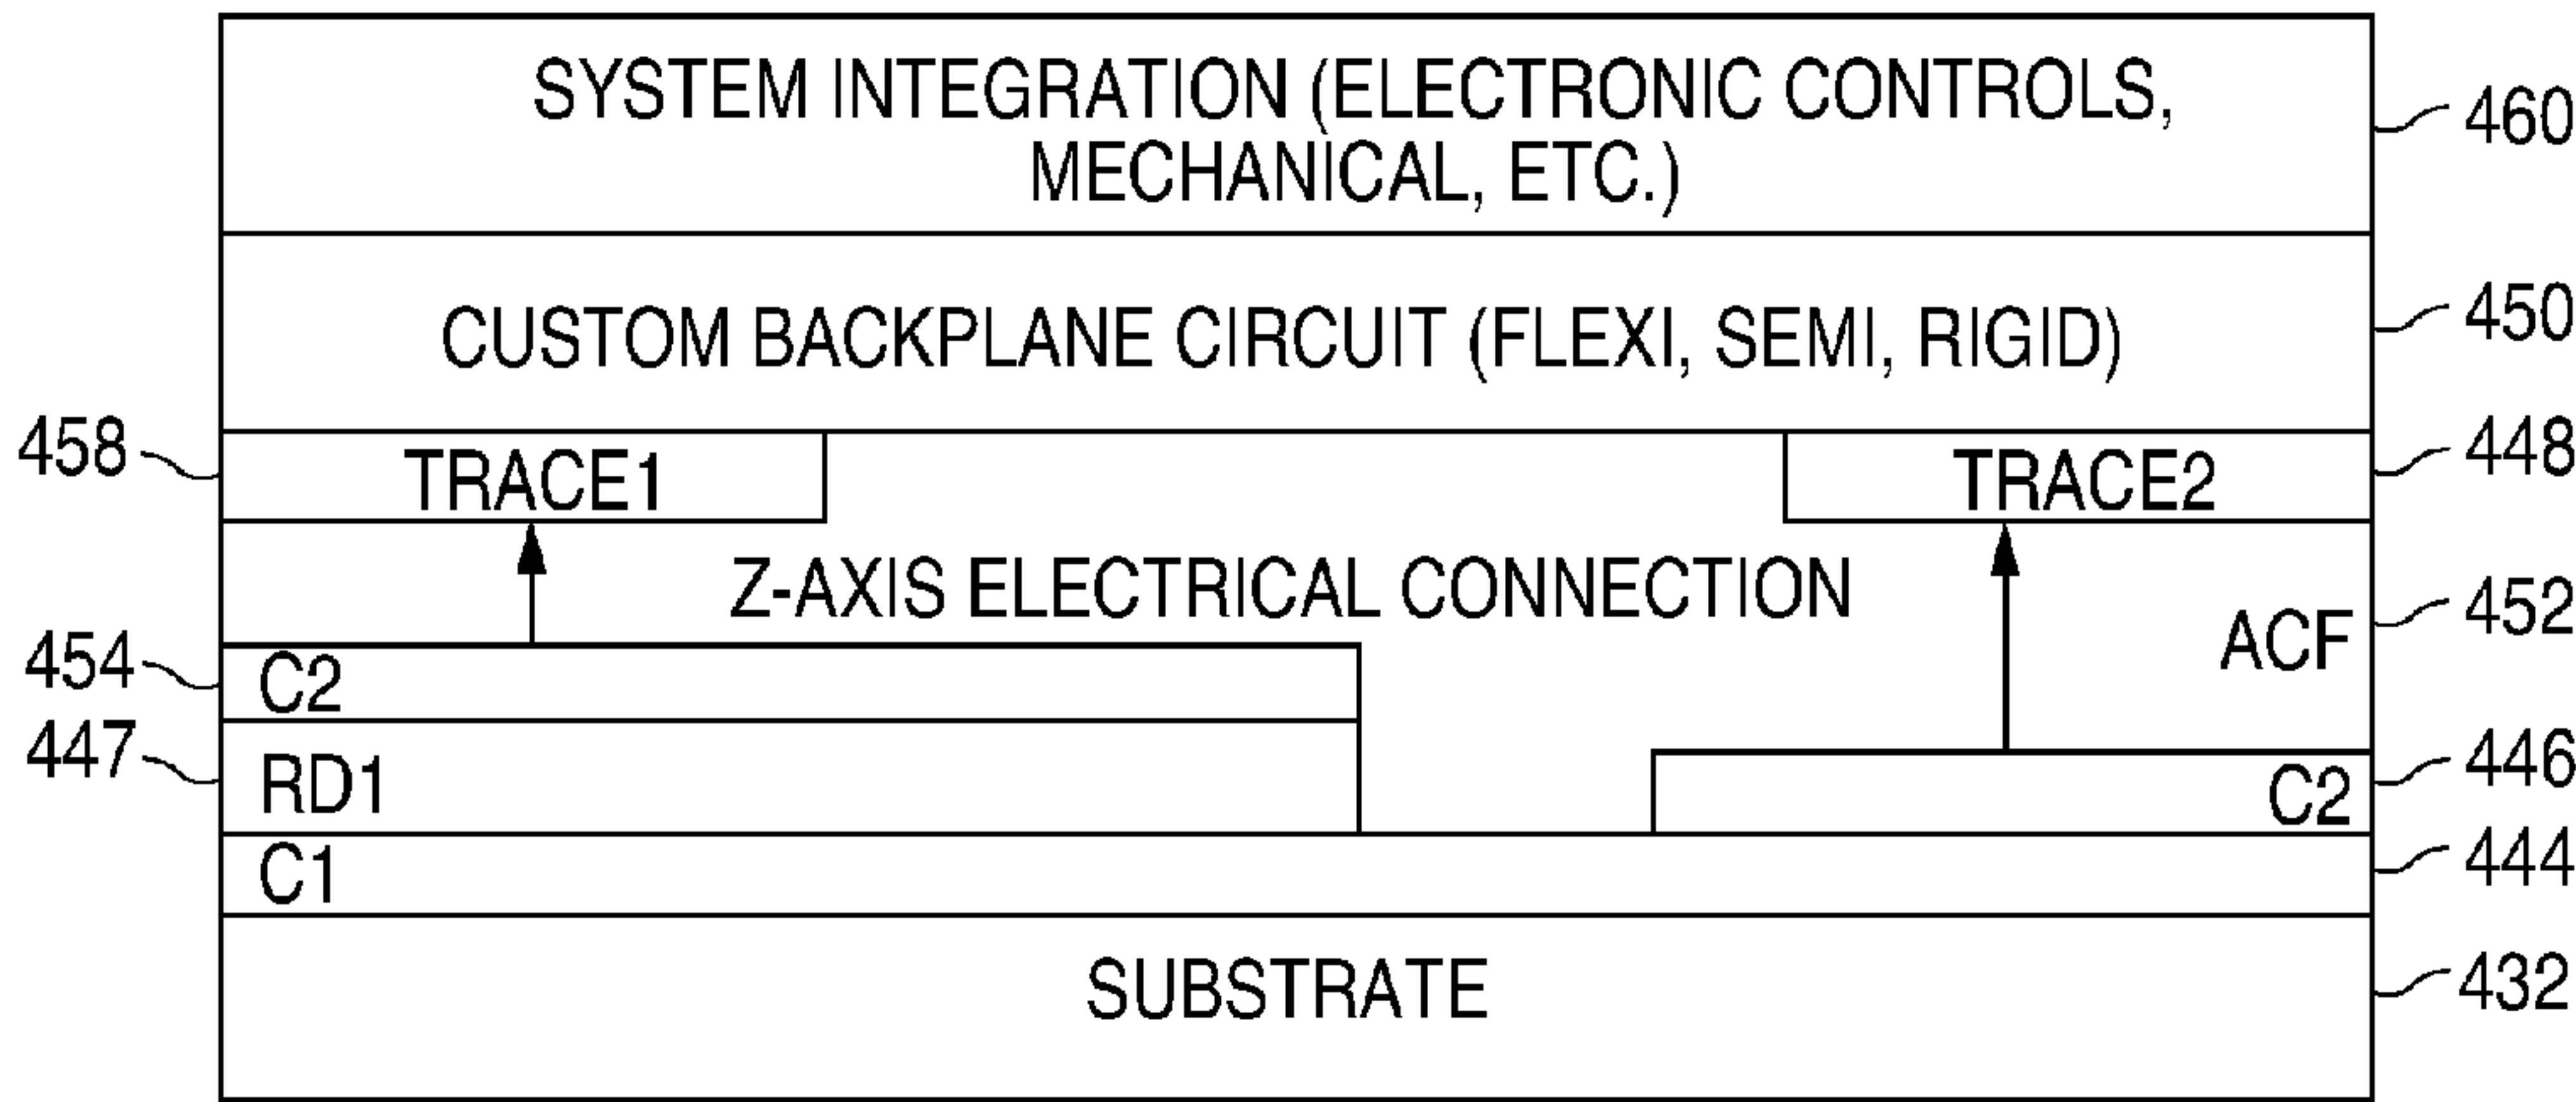 SYSTEM INTEGRATION (ELECTRONIC CONTROLS,
MECHANICAL, ETC.)
460
CUSTOM BACKPLANE CIRCUIT (FLEXI, SEMI, RIGID)
450
458
TRACE1
TRACE2
448
Z-AXIS ELECTRICAL CONNECTION
452
ACF
454
C2
447
RD1
446
C2
C1
444
SUBSTRATE
432